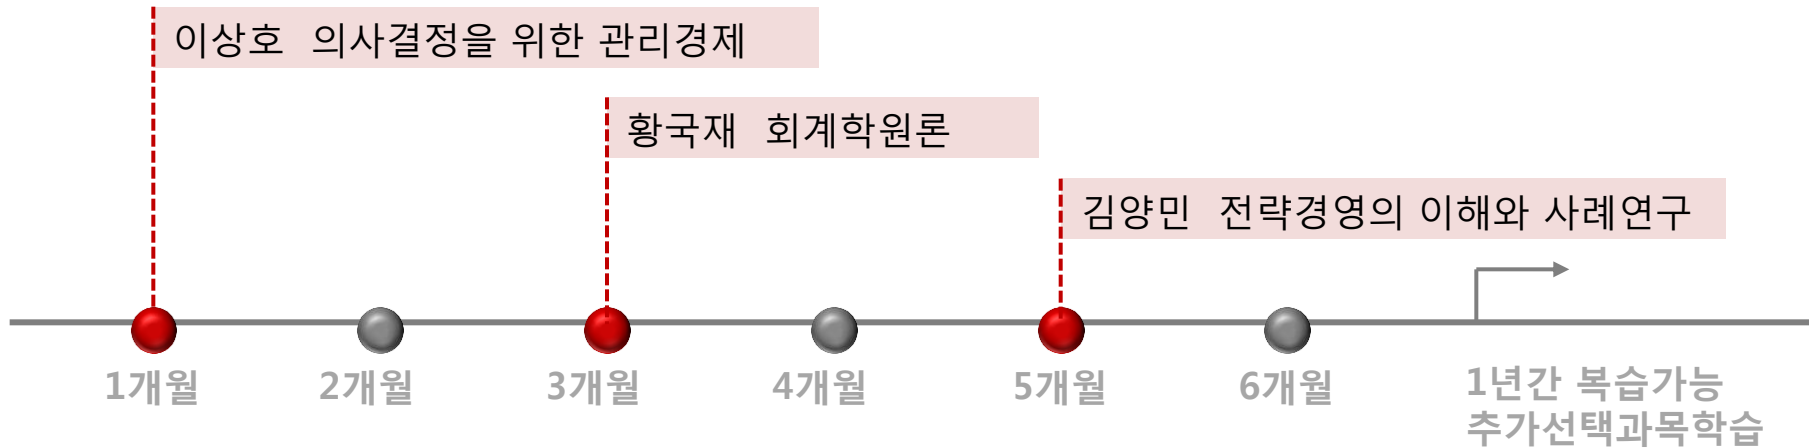 이상호  의사결정을 위한 관리경제
황국재  회계학원론
김양민  전략경영의 이해와 사례연구
1개월
2개월
3개월
4개월
5개월
6개월
1년간 복습가능
추가선택과목학습